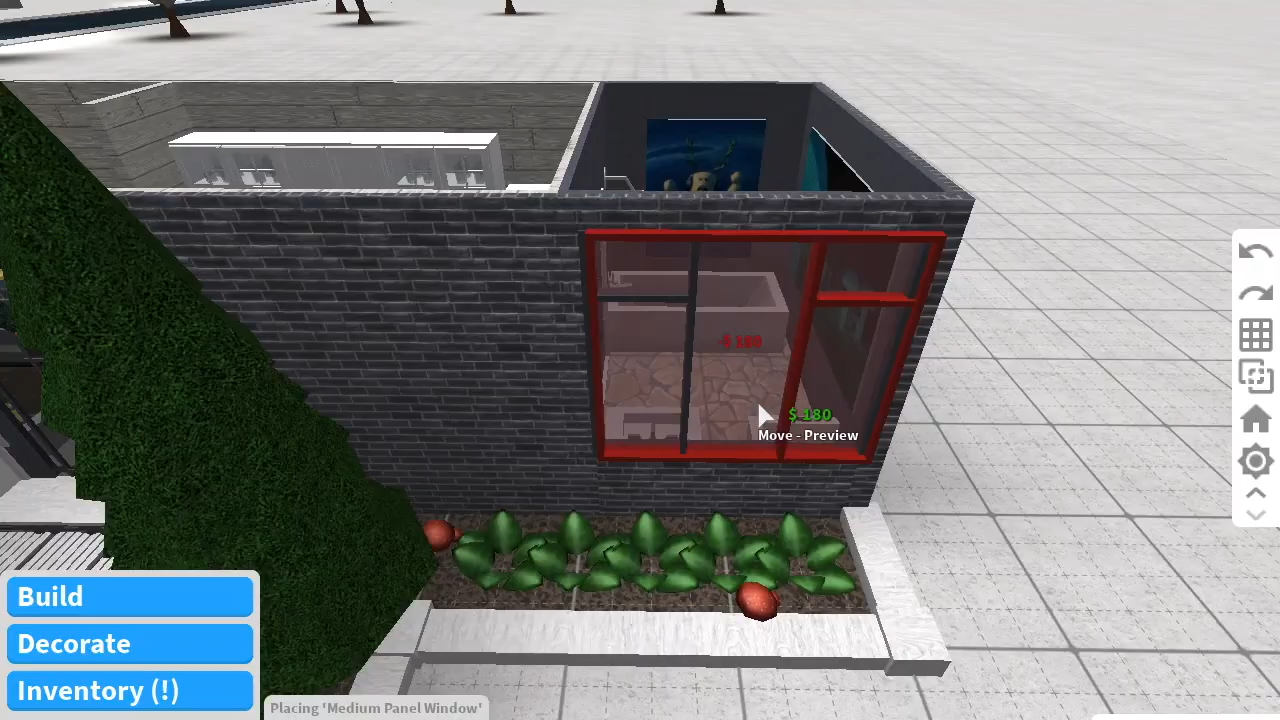 -$ 180
$ 180
Move - Preview
Build
Decorate
Inventory (!)
Placing 'Medium Panel Window'